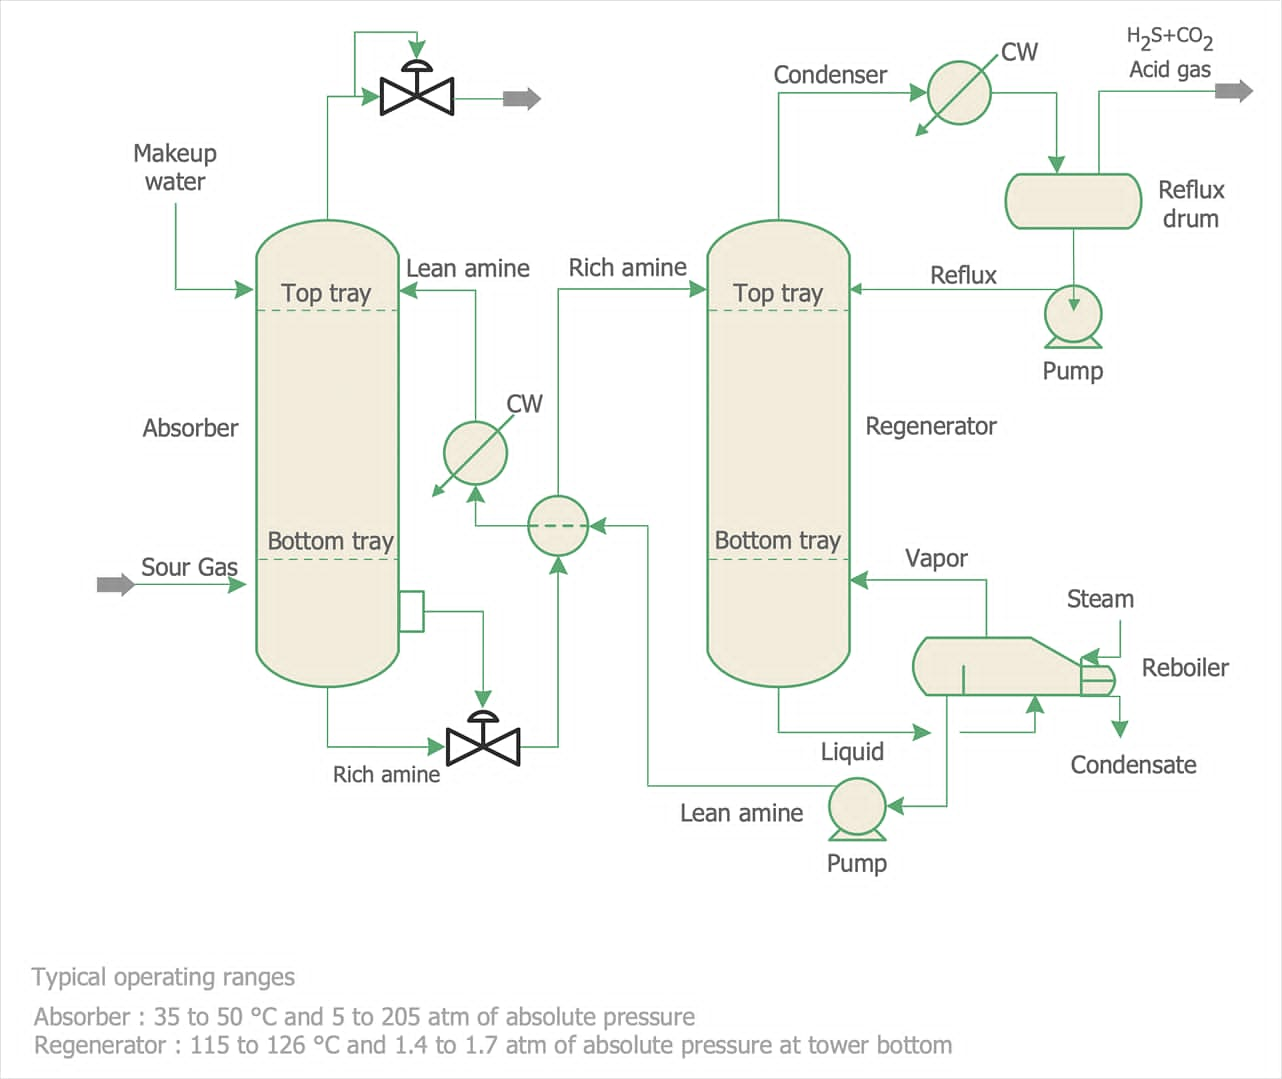 H₂S+CO₂
Acid gas
CW
Condenser
Makeup
water
Reflux
drum
Lean amine
Rich amine
Reflux
Top tray
Top tray
Pump
CW
Absorber
Regenerator
Bottom tray
Bottom tray
Vapor
Sour Gas
Steam
Reboiler
Liquid
Condensate
Rich amine
Lean amine
Pump
Typical operating ranges
Absorber : 35 to 50 °C and 5 to 205 atm of absolute pressure
Regenerator : 115 to 126 °C and 1.4 to 1.7 atm of absolute pressure at tower bottom